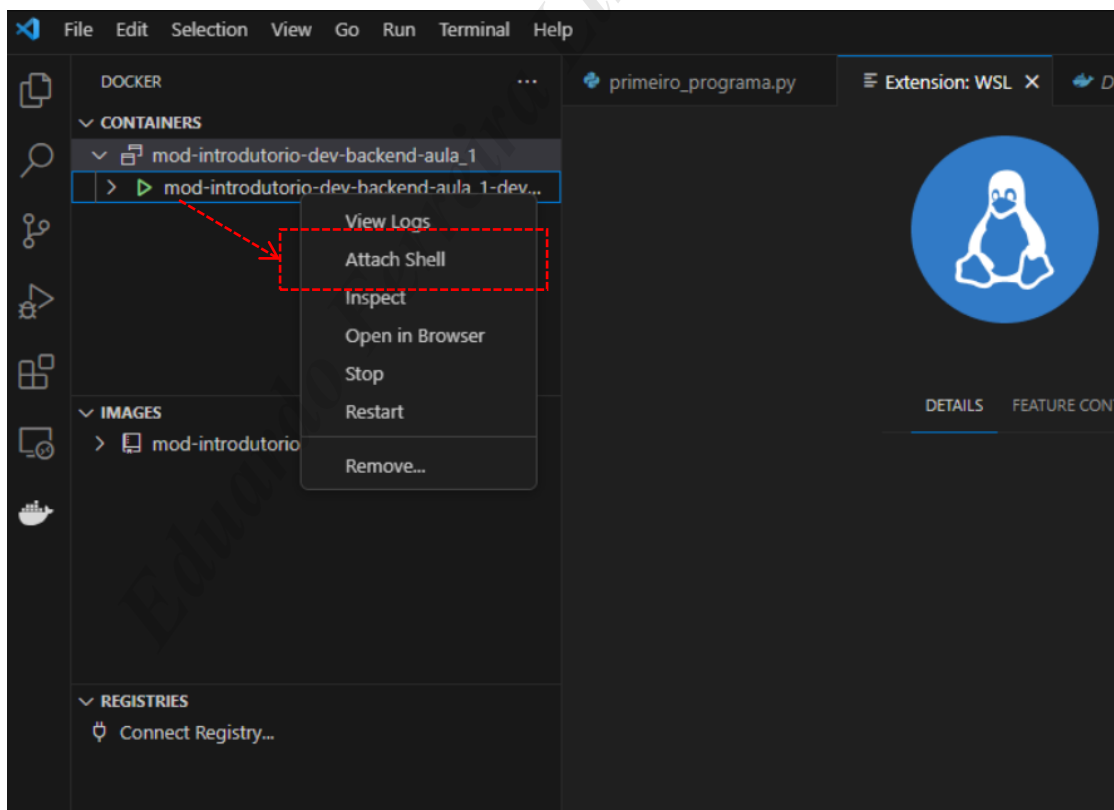 File Edit Selection View Go Run Terminal Help
DOCKER ...
primeiro_programa.py
Extension: WSL
D
CONTAINERS
mod-introdutorio-dev-backend-aula_1
mod-introdutorio-dev-backend-aula_1-dev...
View Logs
Attach Shell
Inspect
Open in Browser
Stop
Restart
Remove...
IMAGES
mod-introdutorio
DETAILS FEATURE CON
REGISTRIES
Connect Registry...
Eduardo